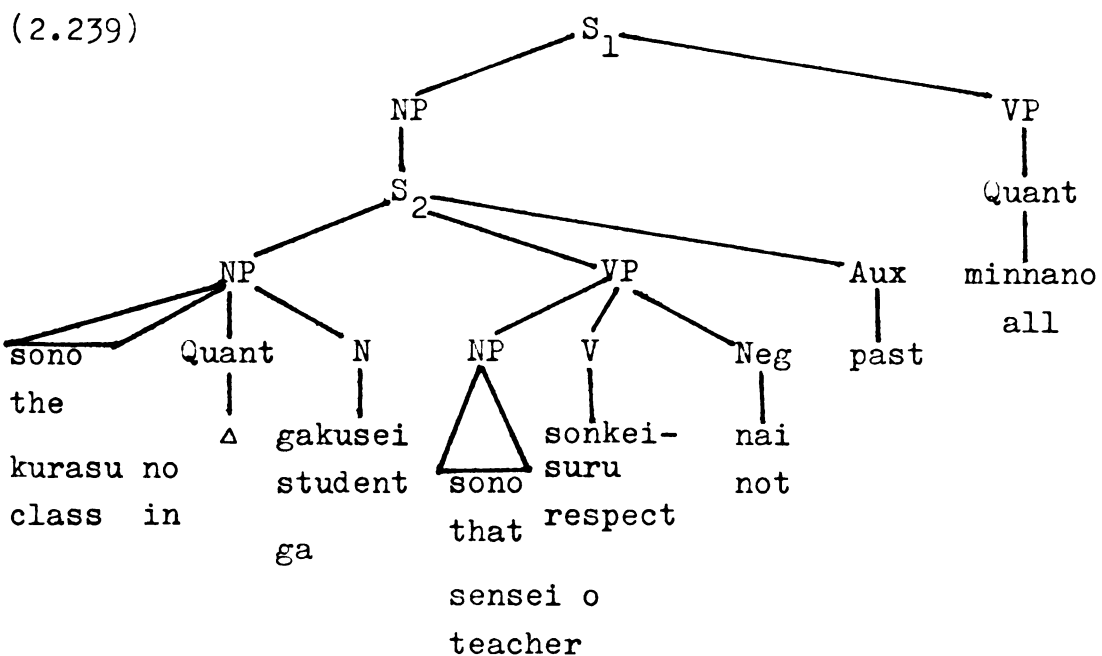 (2.239)
S1
NP VP
S2 Quant
NP VP Aux minnano
all
sono Quant N NP V Neg past
the
Δ gakusei sonkei- nai
kurasu no student sono suru not
class in that respect
ga
sensei o
teacher